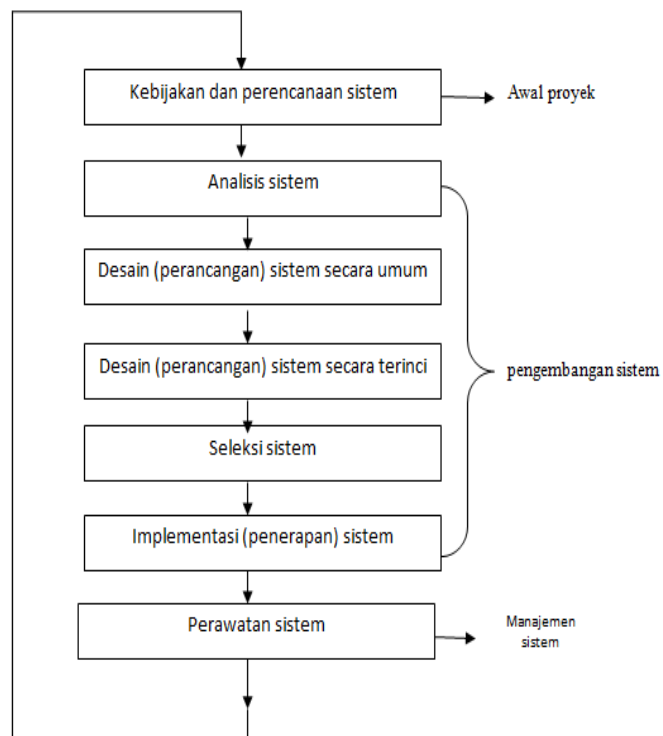 Kebijakan dan perencanaan sistem
Awal proyek
Analisis sistem
Desain (perancangan) sistem secara umum
Desain (perancangan) sistem secara terinci
pengembangan sistem
Seleksi sistem
Implementasi (penerapan) sistem
Perawatan sistem
Manajemen
sistem